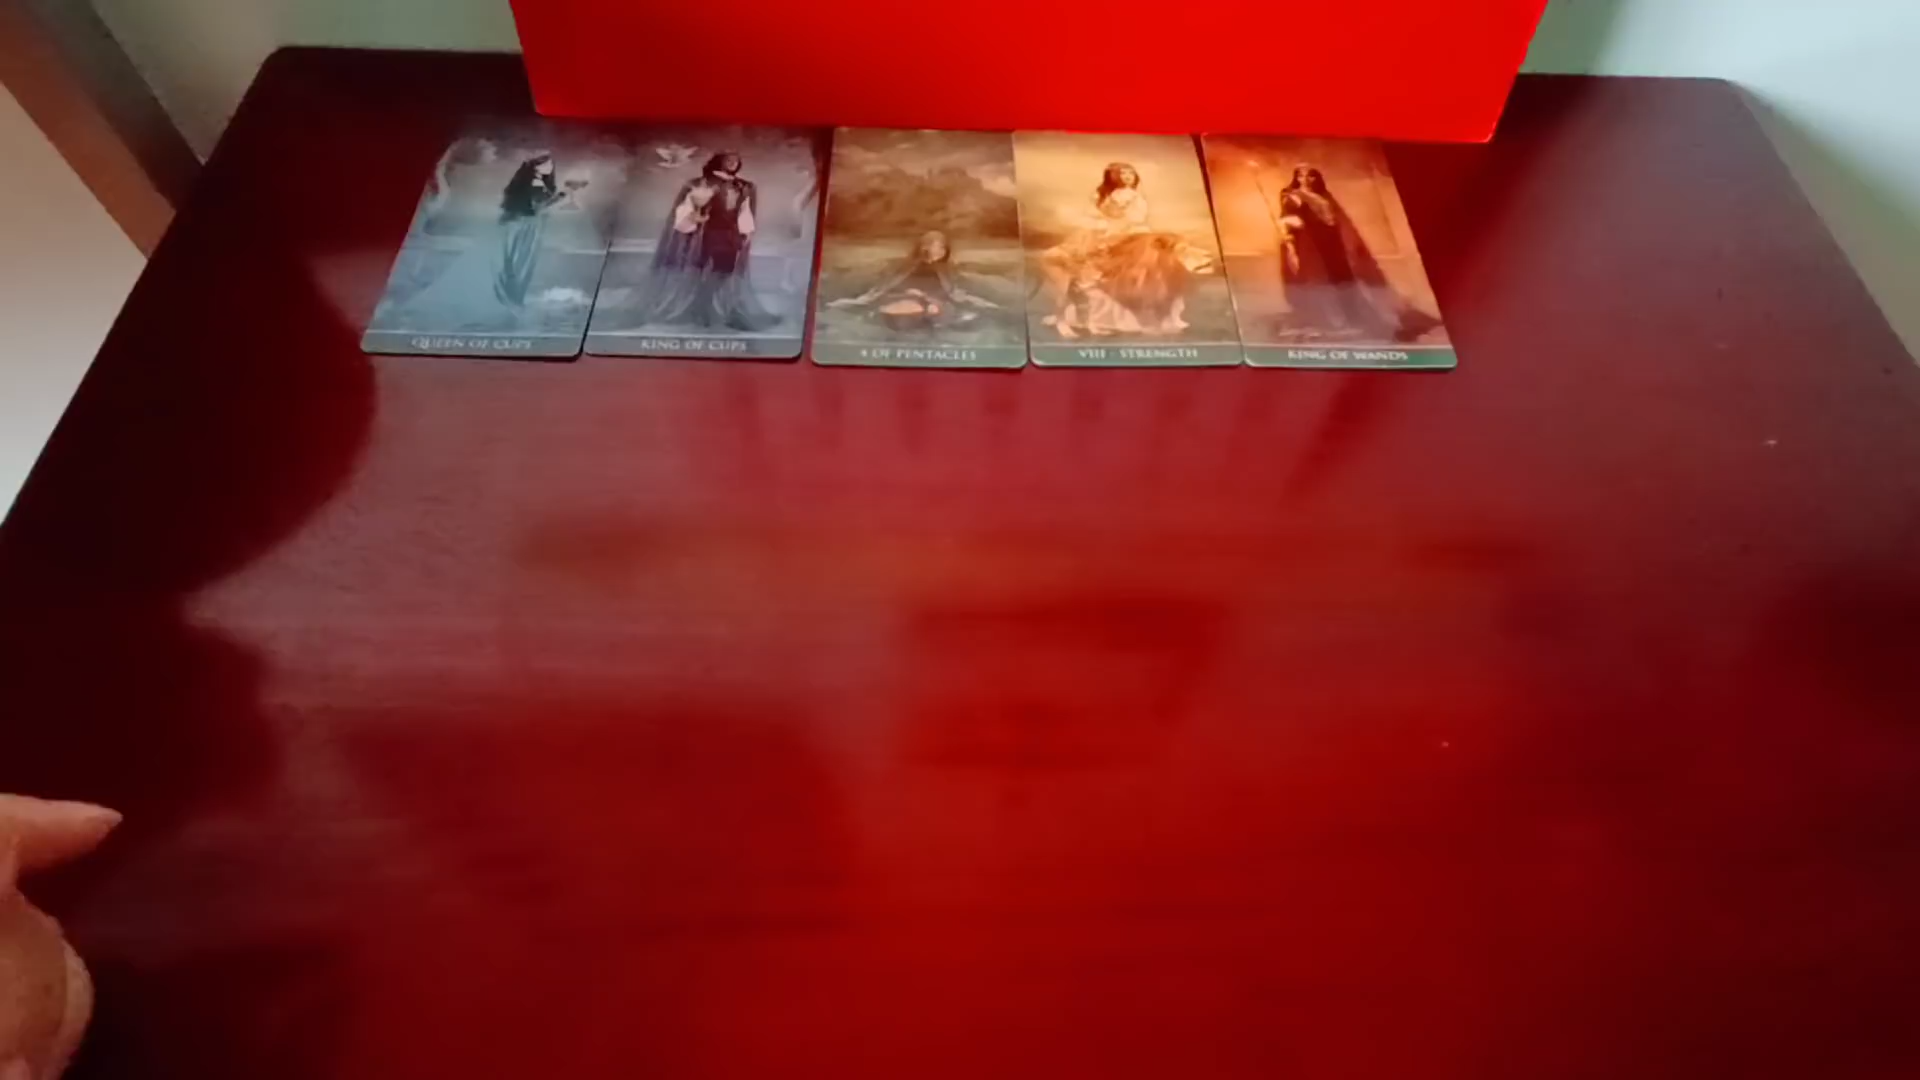 QUEEN OF CUPS
KING OF CUPS
4 OF PENTACLES
VIII · STRENGTH
KING OF WANDS